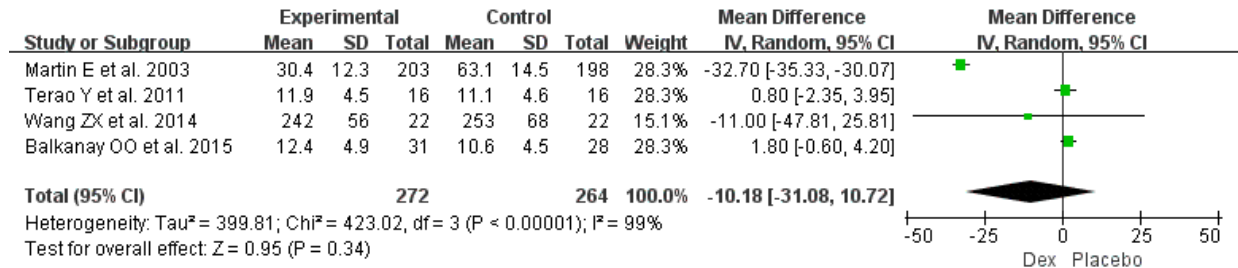 Experimental Control Mean Difference Mean Difference
Study or Subgroup Mean SD Total Mean SD Total Weight IV, Random, 95% CI IV, Random, 95% CI
Martin E et al. 2003 30.4 12.3 203 63.1 14.5 198 28.3% -32.70 [-35.33, -30.07]
Terao Y et al. 2011 11.9 4.5 16 11.1 4.6 16 28.3% 0.80 [-2.35, 3.95]
Wang ZX et al. 2014 242 56 22 253 68 22 15.1% -11.00 [-47.81, 25.81]
Balkanay OO et al. 2015 12.4 4.9 31 10.6 4.5 28 28.3% 1.80 [-0.60, 4.20]
Total (95% CI) 272 264 100.0% -10.18 [-31.08, 10.72]
Heterogeneity: Tau² = 399.81; Chi² = 423.02, df = 3 (P < 0.00001); I² = 99%
Test for overall effect: Z = 0.95 (P = 0.34)
-50 -25 0 25 50
Dex Placebo